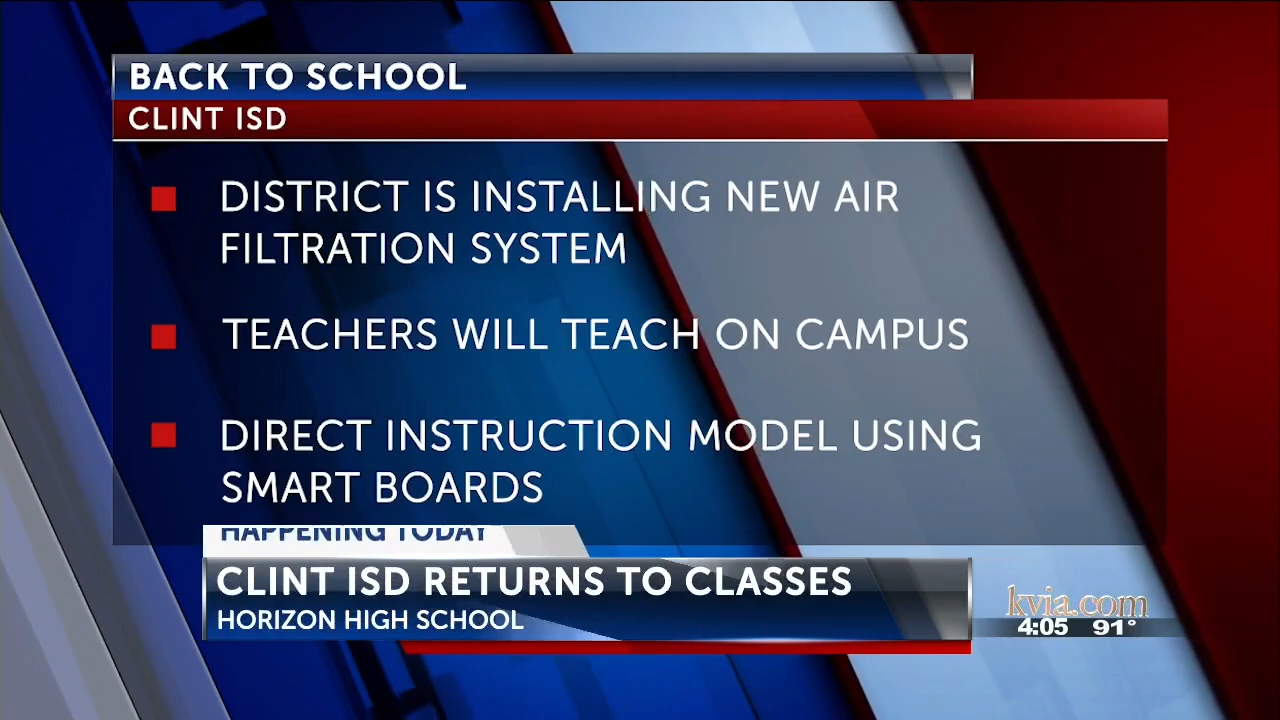 BACK TO SCHOOL
CLINT ISD
DISTRICT IS INSTALLING NEW AIR
FILTRATION SYSTEM
TEACHERS WILL TEACH ON CAMPUS
DIRECT INSTRUCTION MODEL USING
SMART BOARDS
HAPPENING TODAY
CLINT ISD RETURNS TO CLASSES
HORIZON HIGH SCHOOL
kvia.com
4:05 91°